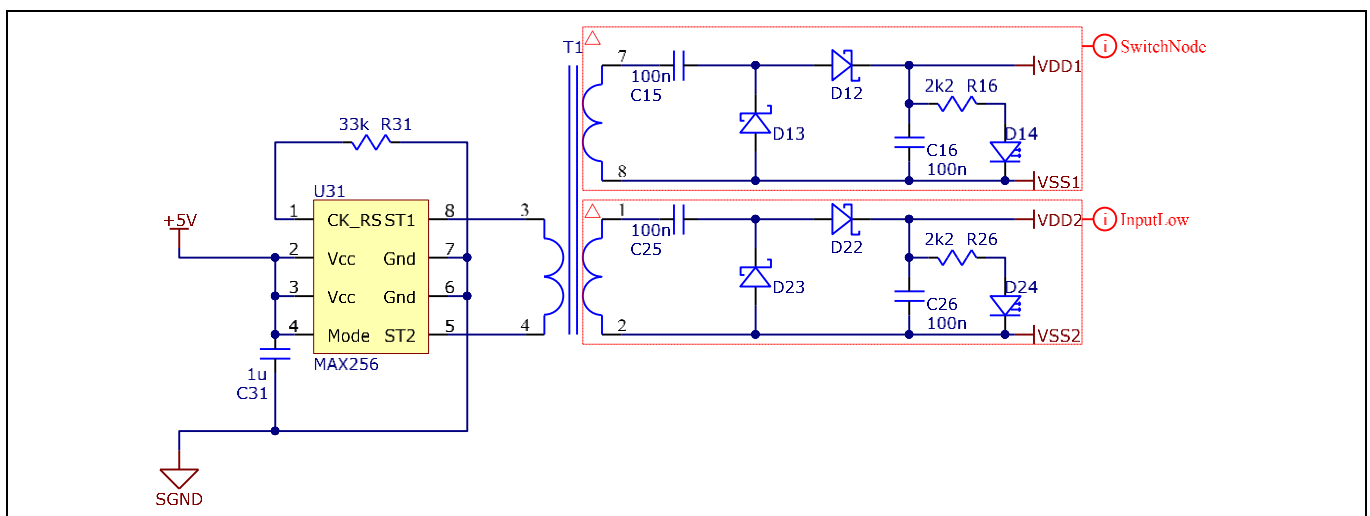 T1
7
100n
C15
D13
D12
2k2 R16
C16
100n
D14
VDD1
VSS1
8
i SwitchNode
33k R31
U31
+5V
1 CK_RS ST1 8
2 Vcc Gnd 7
3 Vcc Gnd 6
4 Mode ST2 5
MAX256
1u
C31
SGND
3
4
1
100n
C25
D23
D22
2k2 R26
C26
100n
D24
VDD2
VSS2
2
i InputLow